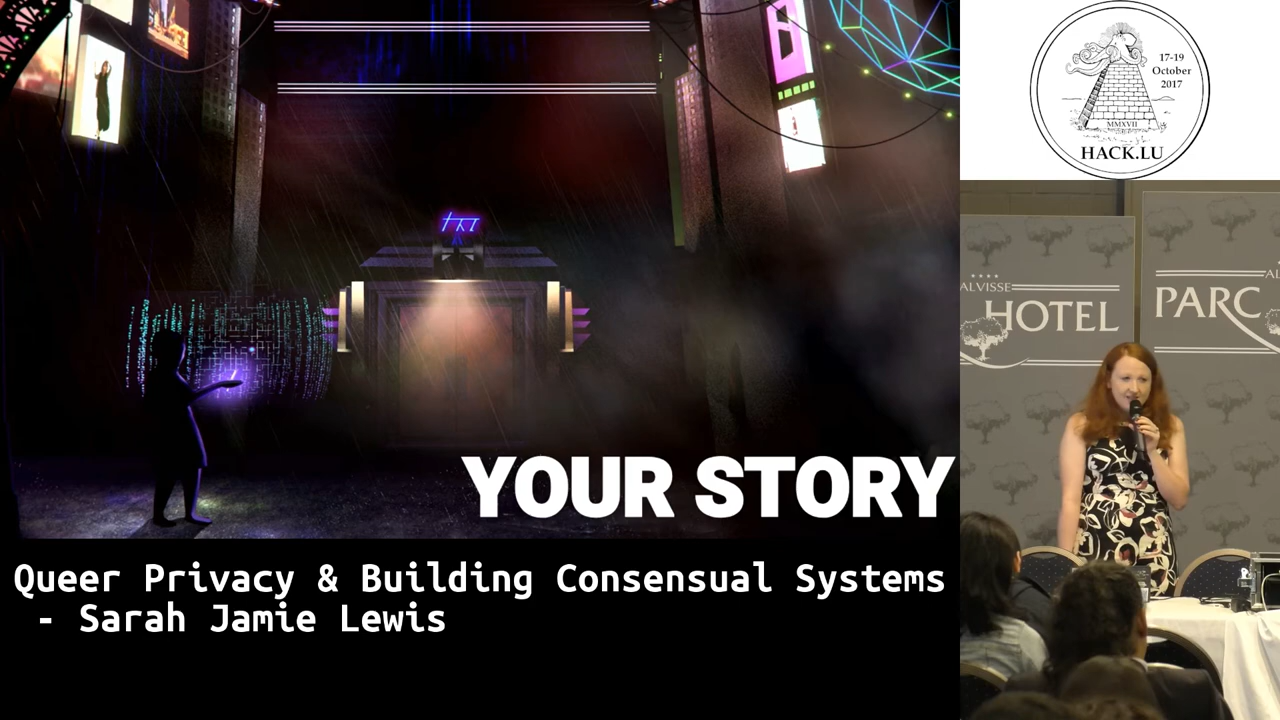 YOUR STORY
Queer Privacy & Building Consensual Systems
- Sarah Jamie Lewis
17-19
October
2017
MMXVII
HACK.LU
ALVISSE
HOTEL
PARC